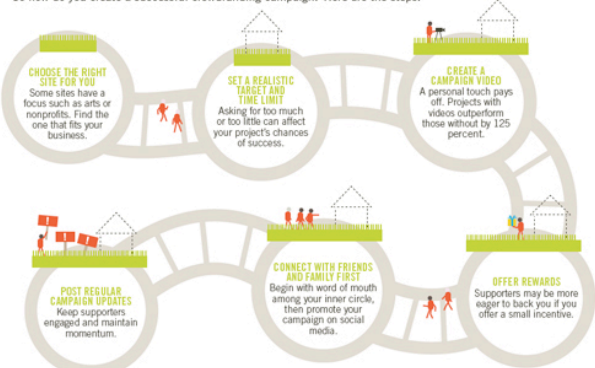 So how do you create a successful crowdfunding campaign? Here are the steps:
CHOOSE THE RIGHT
SITE FOR YOU
Some sites have a
focus such as arts or
nonprofits. Find the
one that fits your
business.
SET A REALISTIC
TARGET AND
TIME LIMIT
Asking for too much
or too little can affect
your project's chances
of success.
CREATE A
CAMPAIGN VIDEO
A personal touch pays
off. Projects with
videos outperform
those without by 125
percent.
OFFER REWARDS
Supporters may be more
eager to back you if you
offer a small incentive.
CONNECT WITH FRIENDS
AND FAMILY FIRST
Begin with word of mouth
among your inner circle,
then promote your
campaign on social
media.
POST REGULAR
CAMPAIGN UPDATES
Keep supporters
engaged and maintain
momentum.